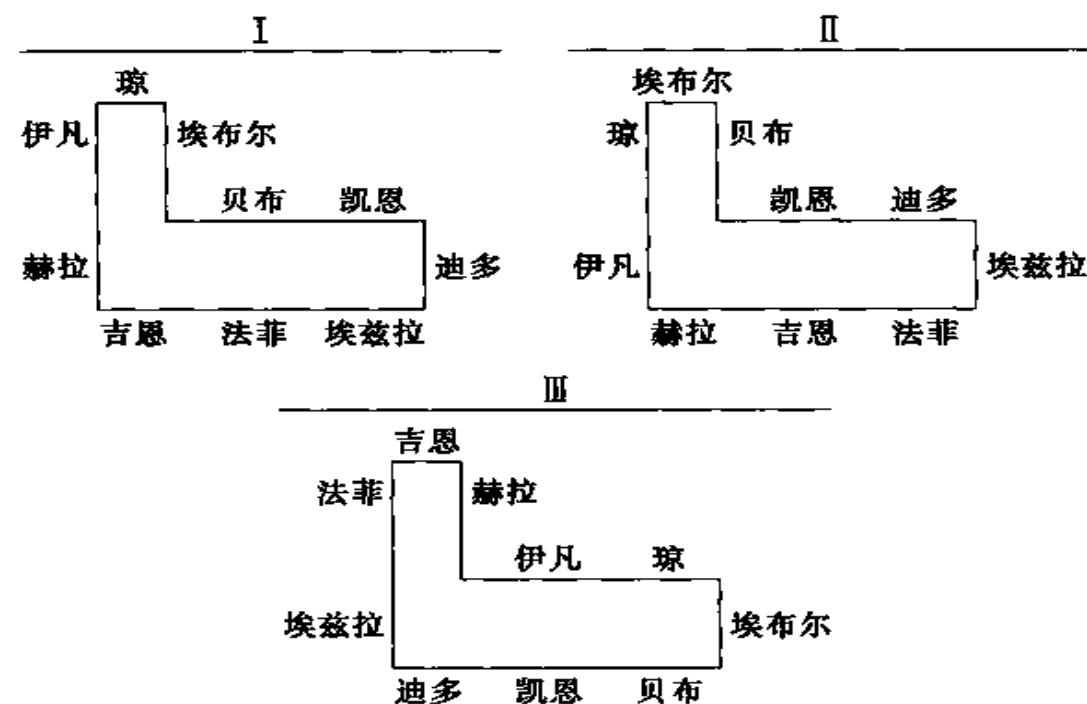 Ⅰ Ⅱ
琼 埃布尔
伊凡 埃布尔 琼 贝布
贝布 凯恩 凯恩 迪多
赫拉 迪多 伊凡 埃兹拉
吉恩 法菲 埃兹拉 赫拉 吉恩 法菲
Ⅲ
吉恩
法菲 赫拉
伊凡 琼
埃兹拉 埃布尔
迪多 凯恩 贝布